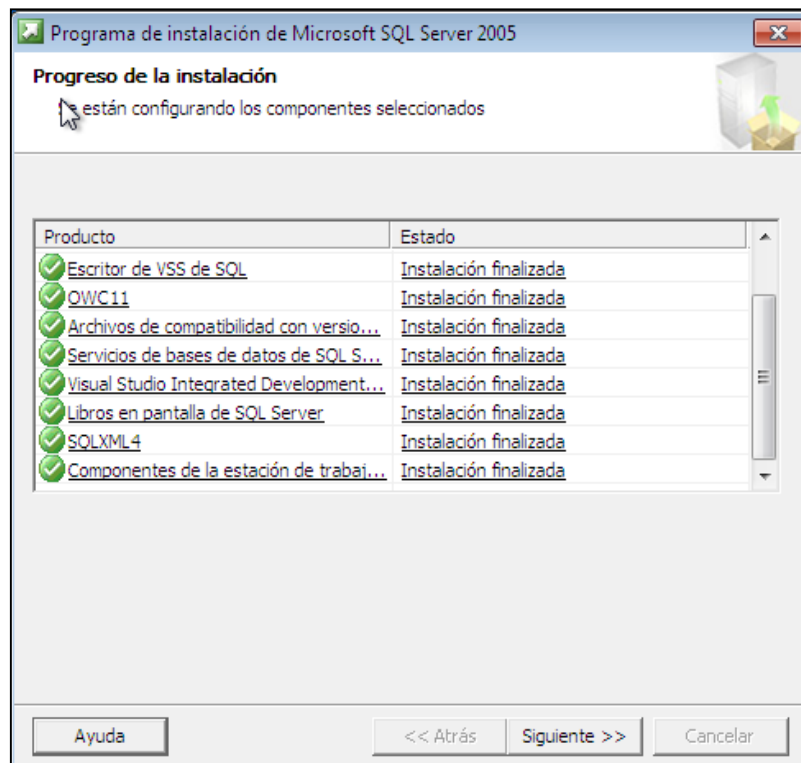 Programa de instalación de Microsoft SQL Server 2005
Progreso de la instalación
están configurando los componentes seleccionados
Producto Estado
Escritor de VSS de SQL Instalación finalizada
OWC11 Instalación finalizada
Archivos de compatibilidad con versio... Instalación finalizada
Servicios de bases de datos de SQL S... Instalación finalizada
Visual Studio Integrated Development... Instalación finalizada
Libros en pantalla de SQL Server Instalación finalizada
SQLXML4 Instalación finalizada
Componentes de la estación de trabaj... Instalación finalizada
Ayuda << Atrás Siguiente >> Cancelar